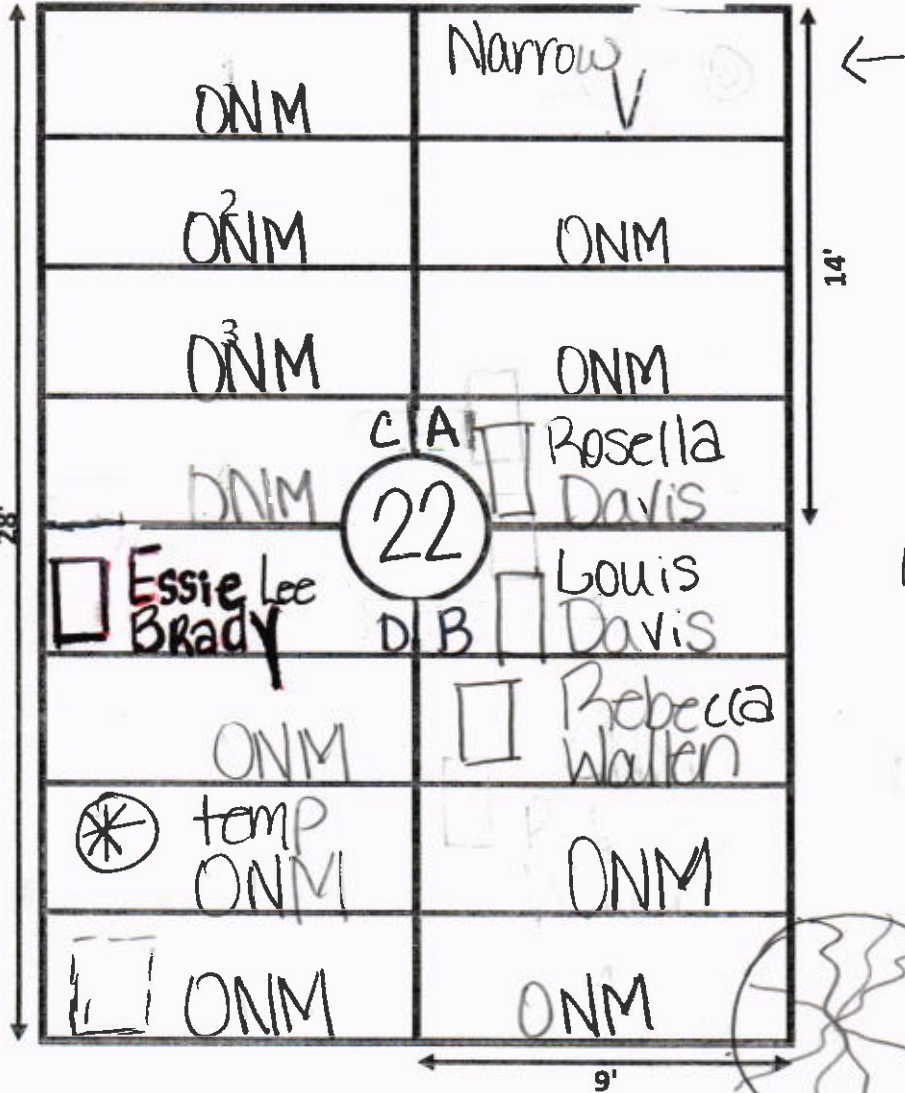 Narrow
V
1
ONM
2
ONM
ONM
3
ONM
ONM
14'
C A
Rosella
Davis
ONM
22
28'
Essie Lee
BRady
Louis
Davis
D B
Rebecca
Wallen
ONM
temp
ONM
ONM
ONM
ONM
9'